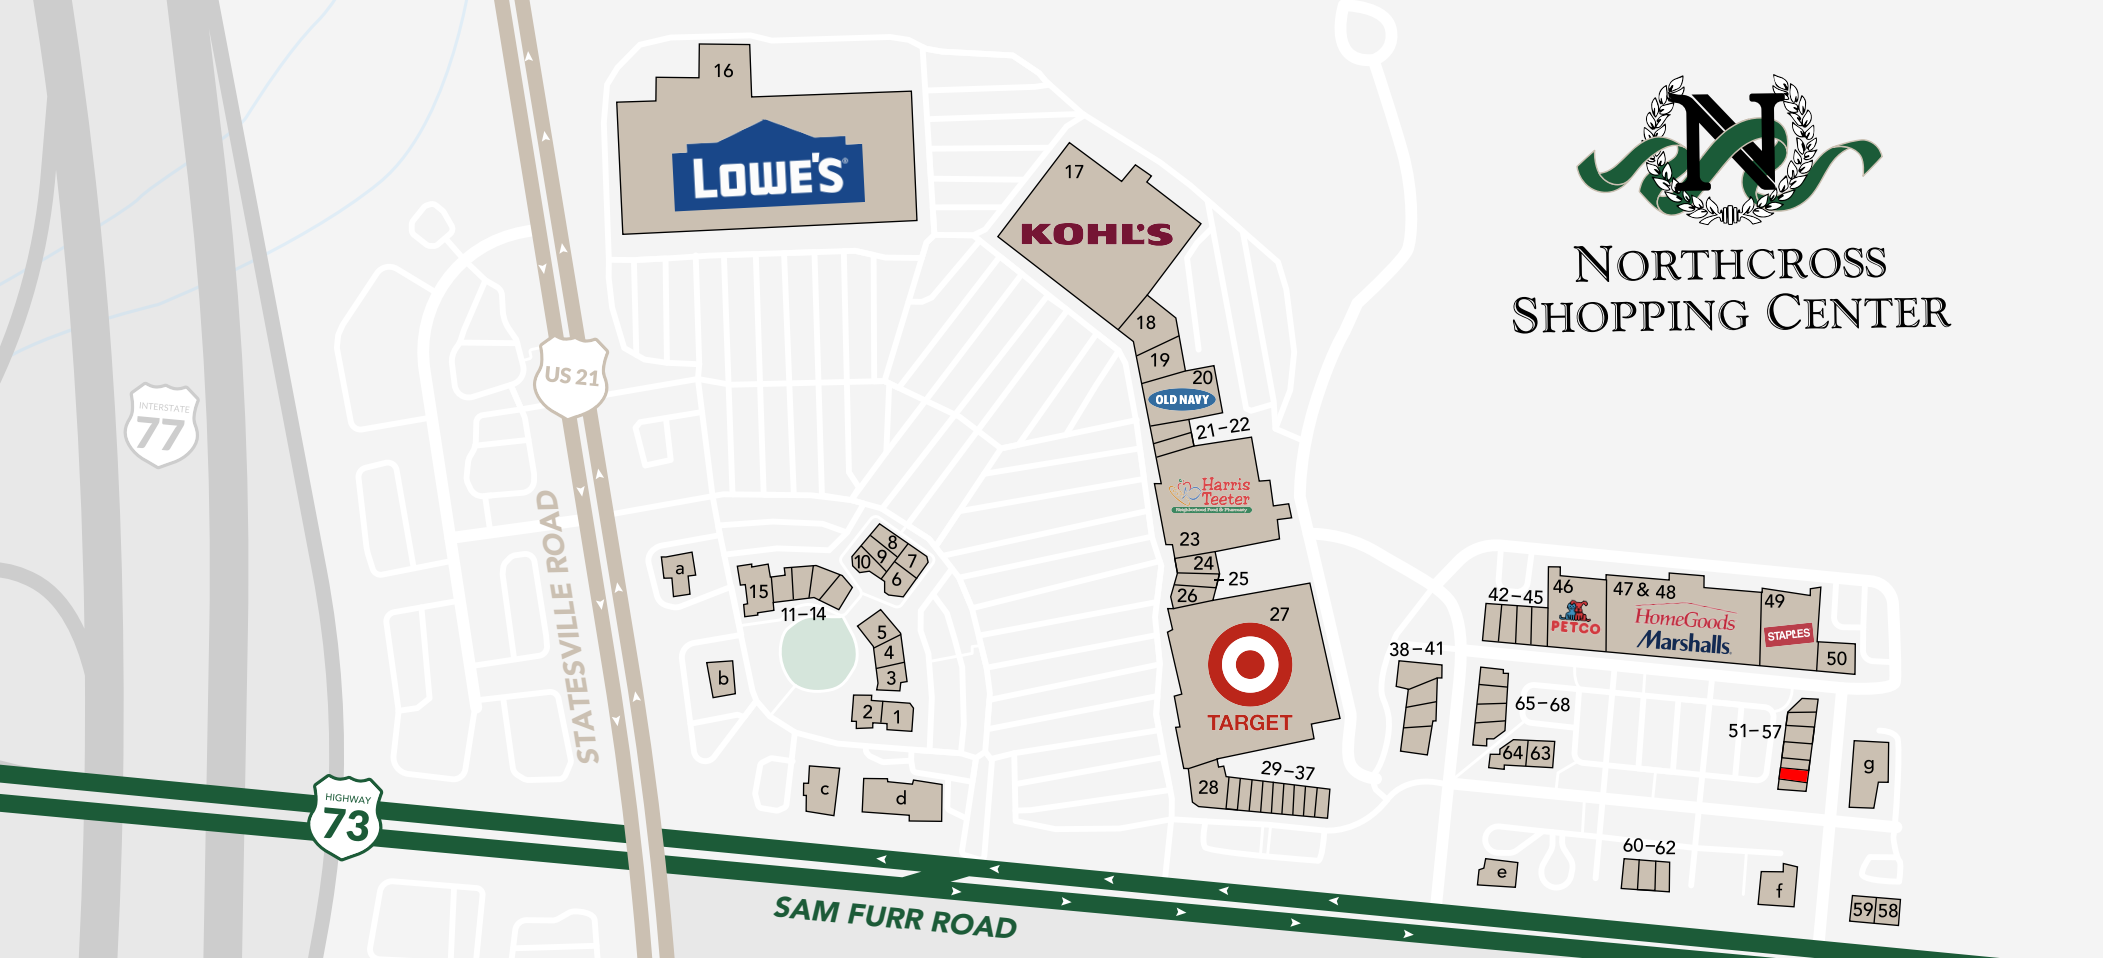 16
LOWE'S
17
KOHL'S
NORTHCROSS
SHOPPING CENTER
18
19
20
OLD NAVY
21-22
US 21
INTERSTATE
77
Harris
Teeter
Neighborhood Food & Pharmacy
23
24
25
26
27
TARGET
STATESVILLE ROAD
8
10 9 7
6
a
15
11-14
5
4
3
b
2 1
c
d
28
29-37
38-41
42-45
46
PETCO
47 & 48
HomeGoods
Marshalls
49
STAPLES
50
65-68
64 63
51-57
g
HIGHWAY
73
SAM FURR ROAD
60-62
e
f
59 58